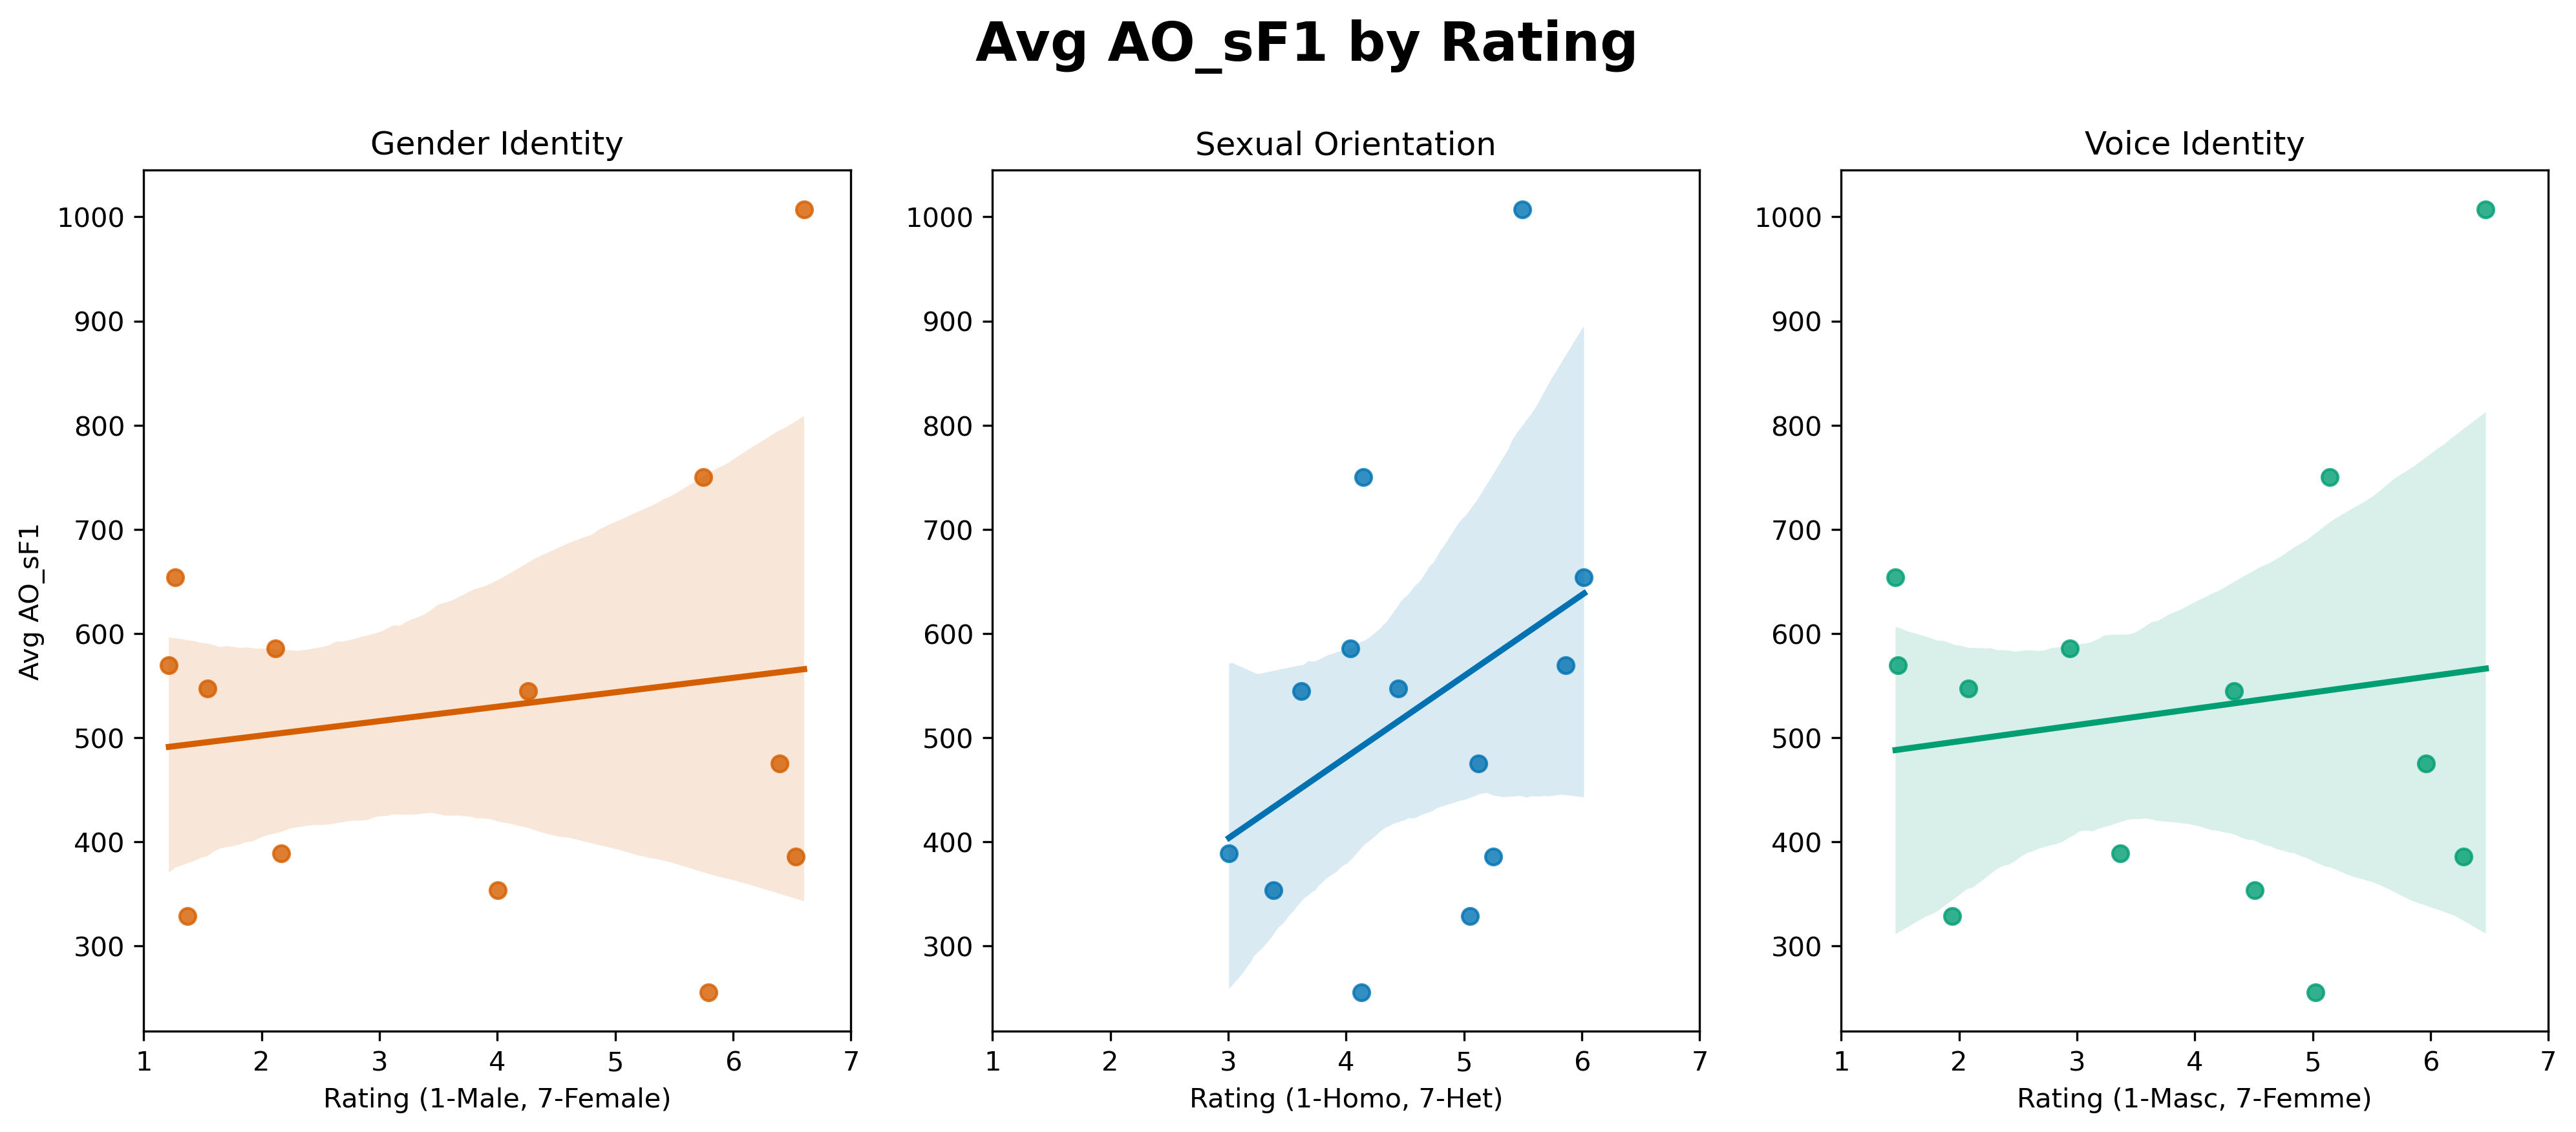 Avg AO_sF1 by Rating
Gender Identity
Sexual Orientation
Voice Identity
Avg AO_sF1
1000
900
800
700
600
500
400
300
1 2 3 4 5 6 7
Rating (1-Male, 7-Female)
1000
900
800
700
600
500
400
300
1 2 3 4 5 6 7
Rating (1-Homo, 7-Het)
1000
900
800
700
600
500
400
300
1 2 3 4 5 6 7
Rating (1-Masc, 7-Femme)